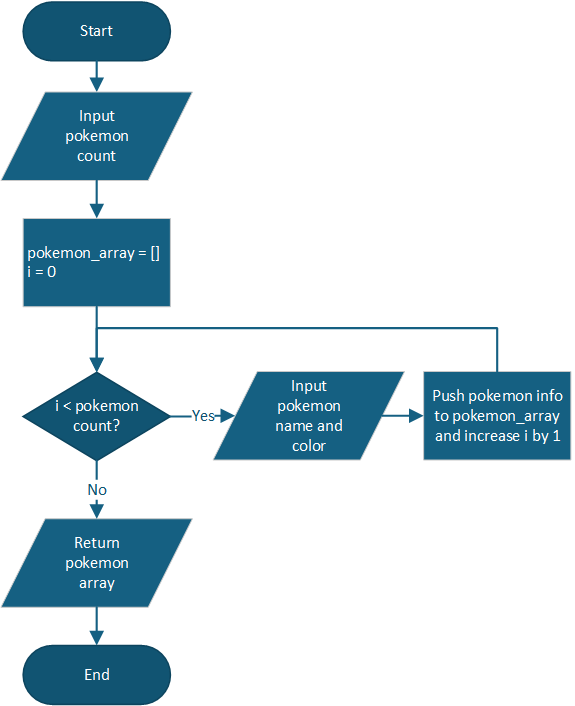 Start
Input
pokemon
count
pokemon_array = []
i = 0
i < pokemon
count?
Yes
Input
pokemon
name and
color
Push pokemon info
to pokemon_array
and increase i by 1
No
Return
pokemon
array
End